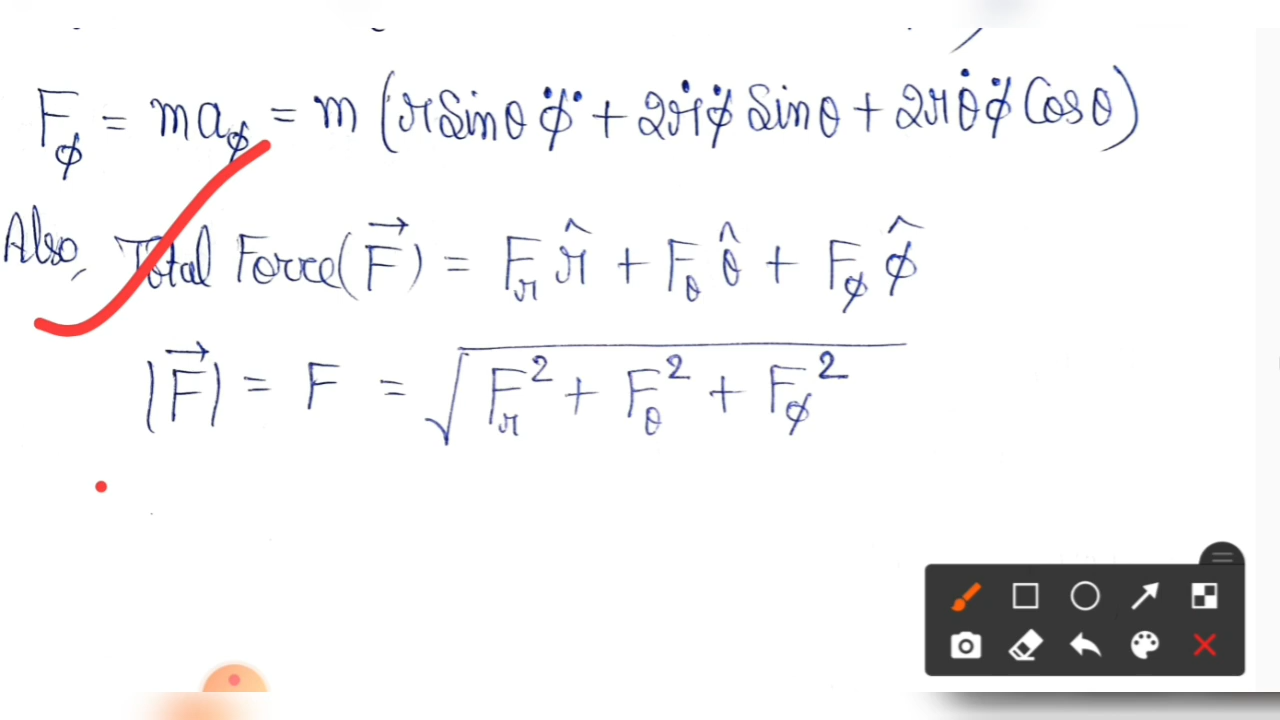 F_ϕ = ma_ϕ = m (r Sinθ ϕ̈ + 2ṙϕ̇ Sinθ + 2rθ̇ϕ̇ Cosθ)
Also, Total Force(F⃗) = F_r r̂ + F_θ θ̂ + F_ϕ ϕ̂
|F⃗| = F = √(F_r² + F_θ² + F_ϕ²)